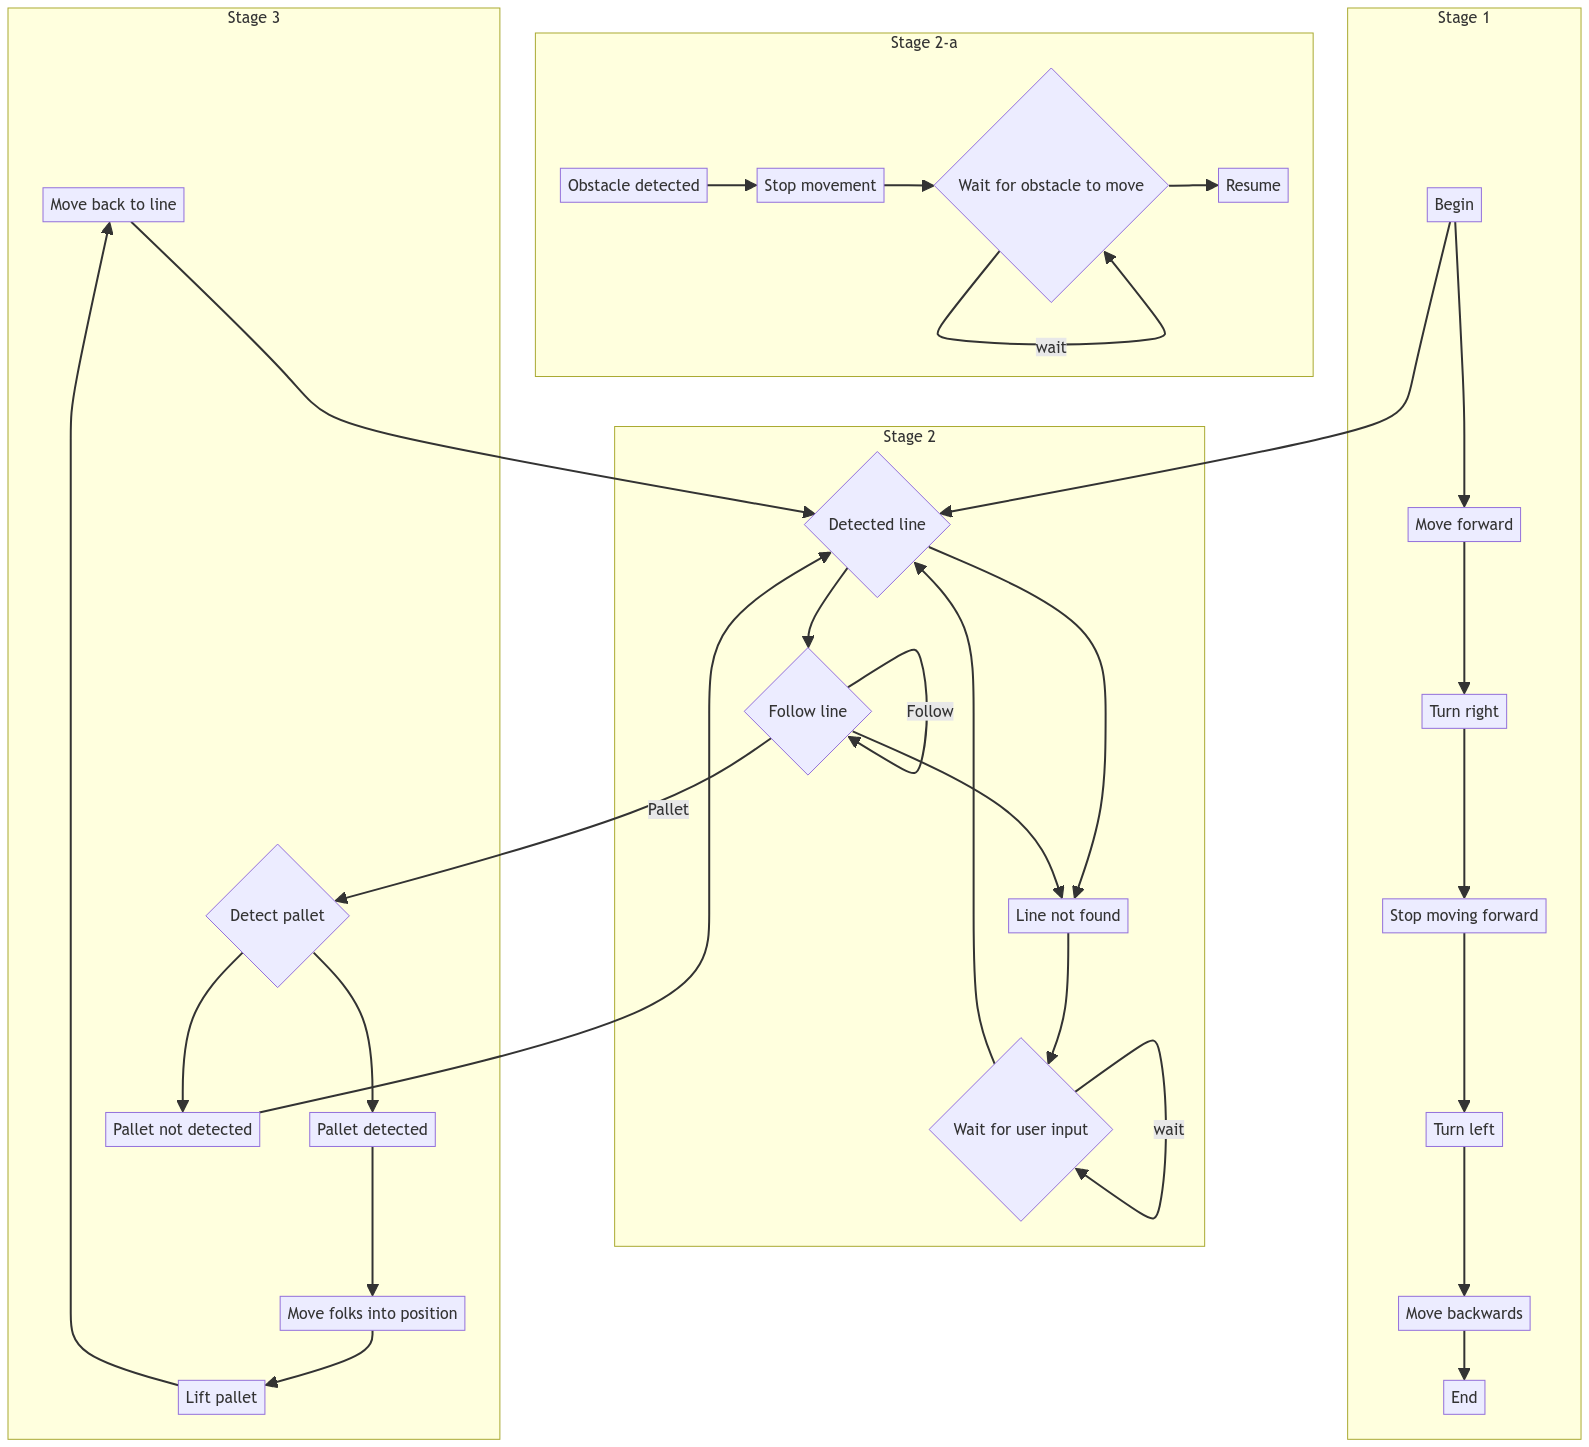 Stage 3
Move back to line
Pallet
Detect pallet
Pallet not detected
Pallet detected
Move folks into position
Lift pallet
Stage 2-a
Obstacle detected
Stop movement
Wait for obstacle to move
Resume
wait
Stage 2
Detected line
Follow line
Follow
Line not found
Wait for user input
wait
Stage 1
Begin
Move forward
Turn right
Stop moving forward
Turn left
Move backwards
End